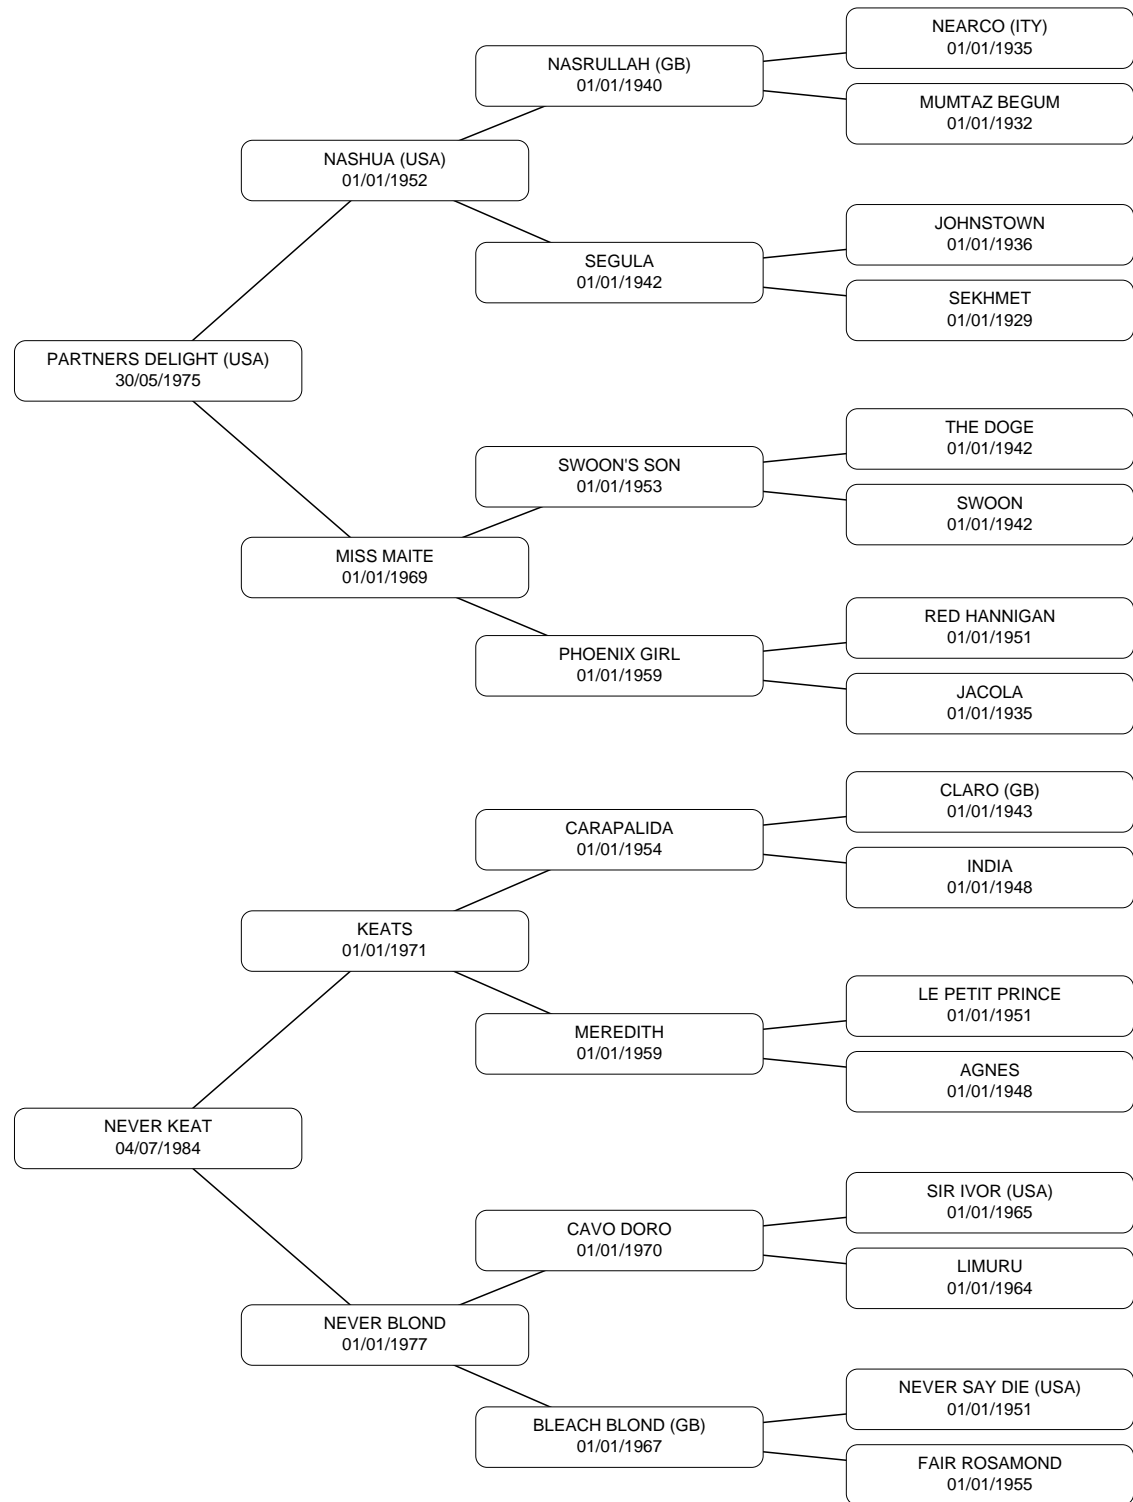 NEARCO (ITY)
01/01/1935
NASRULLAH (GB)
01/01/1940
MUMTAZ BEGUM
01/01/1932
NASHUA (USA)
01/01/1952
JOHNSTOWN
01/01/1936
SEGULA
01/01/1942
SEKHMET
01/01/1929
PARTNERS DELIGHT (USA)
30/05/1975
THE DOGE
01/01/1942
SWOON'S SON
01/01/1953
SWOON
01/01/1942
MISS MAITE
01/01/1969
RED HANNIGAN
01/01/1951
PHOENIX GIRL
01/01/1959
JACOLA
01/01/1935
CLARO (GB)
01/01/1943
CARAPALIDA
01/01/1954
INDIA
01/01/1948
KEATS
01/01/1971
LE PETIT PRINCE
01/01/1951
MEREDITH
01/01/1959
AGNES
01/01/1948
NEVER KEAT
04/07/1984
SIR IVOR (USA)
01/01/1965
CAVO DORO
01/01/1970
LIMURU
01/01/1964
NEVER BLOND
01/01/1977
NEVER SAY DIE (USA)
01/01/1951
BLEACH BLOND (GB)
01/01/1967
FAIR ROSAMOND
01/01/1955